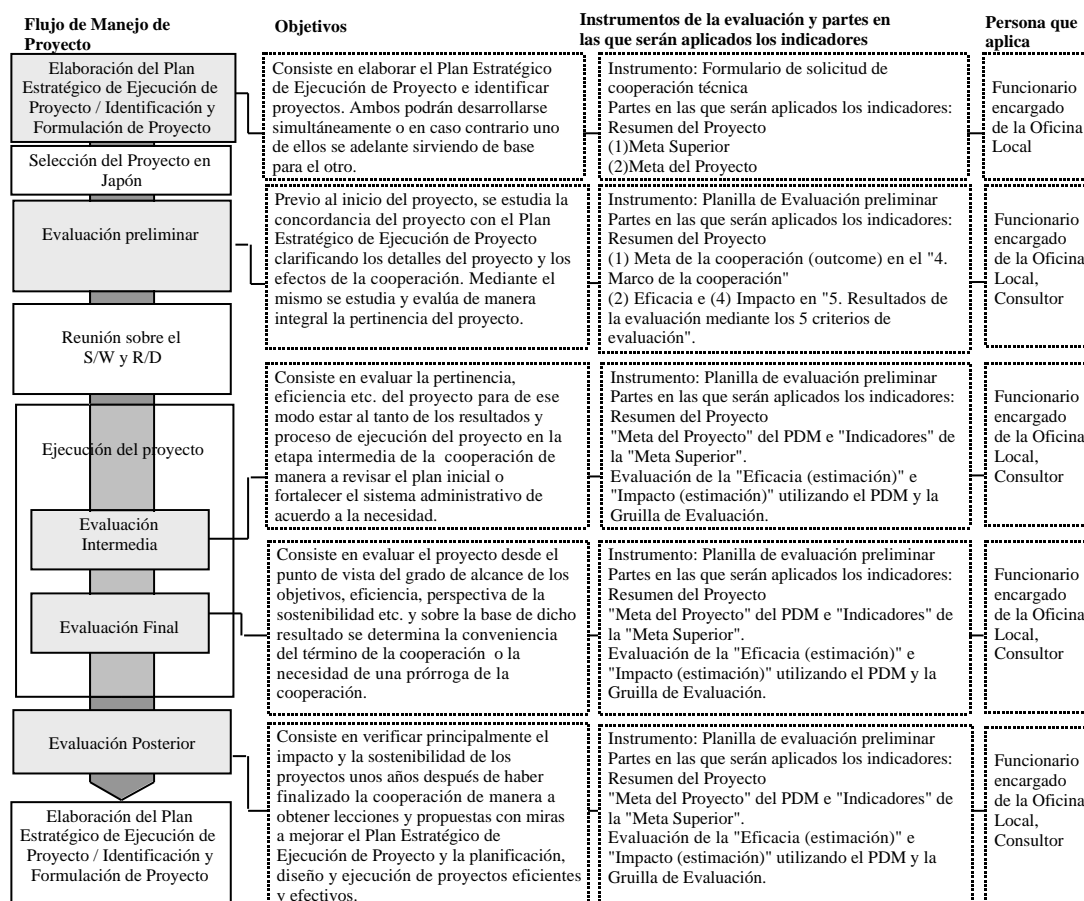 Flujo de Manejo de
Proyecto
Objetivos
Instrumentos de la evaluación y partes en
las que serán aplicados los indicadores
Persona que
aplica
Elaboración del Plan
Estratégico de Ejecución de
Proyecto / Identificación y
Formulación de Proyecto
Consiste en elaborar el Plan Estratégico
de Ejecución de Proyecto e identificar
proyectos. Ambos podrán desarrollarse
simultáneamente o en caso contrario uno
de ellos se adelante sirviendo de base
para el otro.
Instrumento: Formulario de solicitud de
cooperación técnica
Partes en las que serán aplicados los indicadores:
Resumen del Proyecto
(1)Meta Superior
(2)Meta del Proyecto
Funcionario
encargado
de la Oficina
Local
Selección del Proyecto en
Japón
Evaluación preliminar
Previo al inicio del proyecto, se estudia la
concordancia del proyecto con el Plan
Estratégico de Ejecución de Proyecto
clarificando los detalles del proyecto y los
efectos de la cooperación. Mediante el
mismo se estudia y evalúa de manera
integral la pertinencia del proyecto.
Instrumento: Planilla de Evaluación preliminar
Partes en las que serán aplicados los indicadores:
Resumen del Proyecto
(1) Meta de la cooperación (outcome) en el "4.
Marco de la cooperación"
(2) Eficacia e (4) Impacto en "5. Resultados de
la evaluación mediante los 5 criterios de
evaluación".
Funcionario
encargado
de la Oficina
Local,
Consultor
Reunión sobre el
S/W y R/D
Ejecución del proyecto
Evaluación
Intermedia
Consiste en evaluar la pertinencia,
eficiencia etc. del proyecto para de ese
modo estar al tanto de los resultados y
proceso de ejecución del proyecto en la
etapa intermedia de la cooperación de
manera a revisar el plan inicial o
fortalecer el sistema administrativo de
acuerdo a la necesidad.
Instrumento: Planilla de evaluación preliminar
Partes en las que serán aplicados los indicadores:
Resumen del Proyecto
"Meta del Proyecto" del PDM e "Indicadores" de
la "Meta Superior".
Evaluación de la "Eficacia (estimación)" e
"Impacto (estimación)" utilizando el PDM y la
Gruilla de Evaluación.
Funcionario
encargado
de la Oficina
Local,
Consultor
Evaluación Final
Consiste en evaluar el proyecto desde el
punto de vista del grado de alcance de los
objetivos, eficiencia, perspectiva de la
sostenibilidad etc. y sobre la base de dicho
resultado se determina la conveniencia
del término de la cooperación o la
necesidad de una prórroga de la
cooperación.
Instrumento: Planilla de evaluación preliminar
Partes en las que serán aplicados los indicadores:
Resumen del Proyecto
"Meta del Proyecto" del PDM e "Indicadores" de
la "Meta Superior".
Evaluación de la "Eficacia (estimación)" e
"Impacto (estimación)" utilizando el PDM y la
Gruilla de Evaluación.
Funcionario
encargado
de la Oficina
Local,
Consultor
Evaluación Posterior
Consiste en verificar principalmente el
impacto y la sostenibilidad de los
proyectos unos años después de haber
finalizado la cooperación de manera a
obtener lecciones y propuestas con miras
a mejorar el Plan Estratégico de
Ejecución de Proyecto y la planificación,
diseño y ejecución de proyectos eficientes
y efectivos.
Instrumento: Planilla de evaluación preliminar
Partes en las que serán aplicados los indicadores:
Resumen del Proyecto
"Meta del Proyecto" del PDM e "Indicadores" de
la "Meta Superior".
Evaluación de la "Eficacia (estimación)" e
"Impacto (estimación)" utilizando el PDM y la
Gruilla de Evaluación.
Funcionario
encargado
de la Oficina
Local,
Consultor
Elaboración del Plan
Estratégico de Ejecución de
Proyecto / Identificación y
Formulación de Proyecto